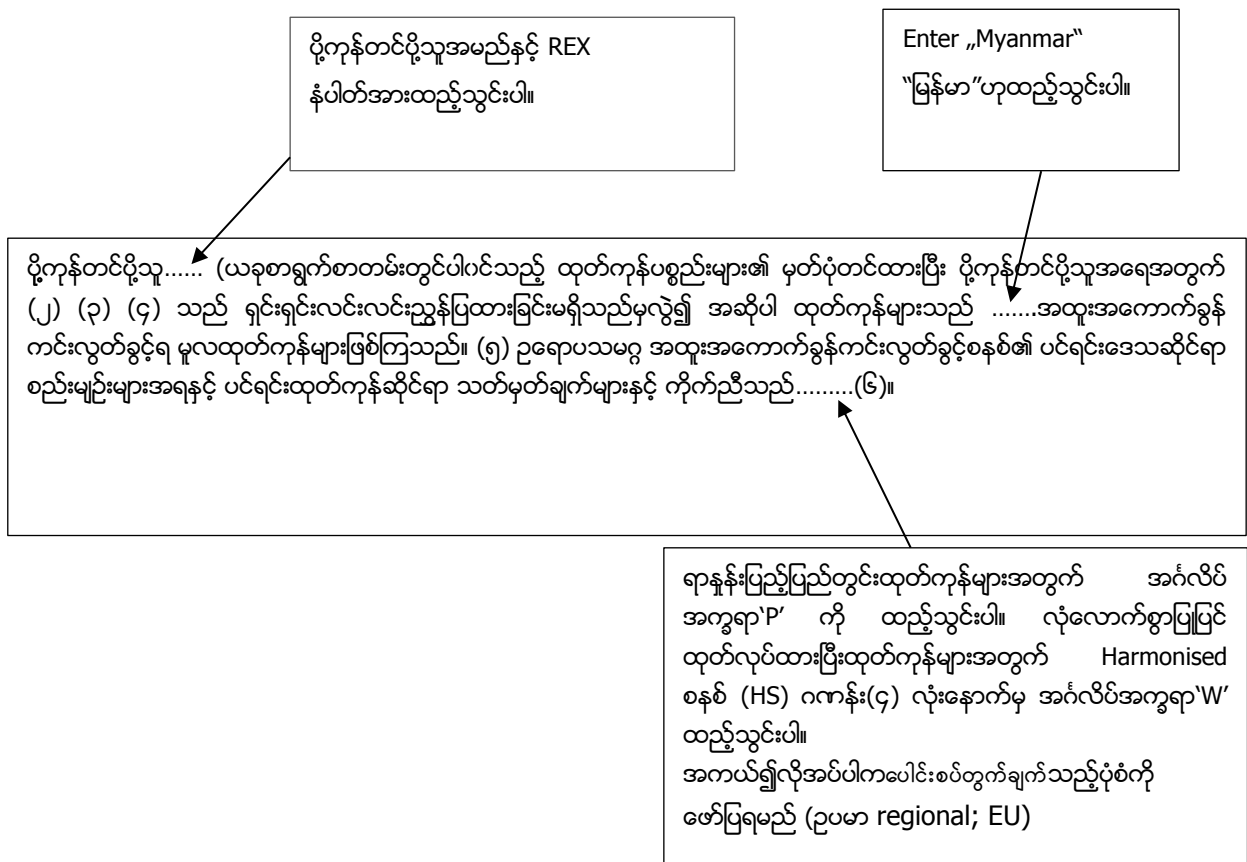 ပို့ကုန်တင်ပို့သူအမည်နှင့် REX
နံပါတ်အားထည့်သွင်းပါ။
Enter „Myanmar“
“မြန်မာ”ဟုထည့်သွင်းပါ။
ပို့ကုန်တင်ပို့သူ...... (ယခုစာရွက်စာတမ်းတွင်ပါဝင်သည့် ထုတ်ကုန်ပစ္စည်းများ၏ မှတ်ပုံတင်ထားပြီး ပို့ကုန်တင်ပို့သူအရေအတွက်
(၂) (၃) (၄) သည် ရှင်းရှင်းလင်းလင်းညွှန်ပြထားခြင်းမရှိသည်မှလွဲ၍ အဆိုပါ ထုတ်ကုန်များသည် .......အထူးအကောက်ခွန်
ကင်းလွတ်ခွင့်ရ မူလထုတ်ကုန်များဖြစ်ကြသည်။ (၅) ဥရောပသမဂ္ဂ အထူးအကောက်ခွန်ကင်းလွတ်ခွင့်စနစ်၏ ပင်ရင်းဒေသဆိုင်ရာ
စည်းမျဉ်းများအရနှင့် ပင်ရင်းထုတ်ကုန်ဆိုင်ရာ သတ်မှတ်ချက်များနှင့် ကိုက်ညီသည်.........(၆)။
ရာနှုန်းပြည့်ပြည်တွင်းထုတ်ကုန်များအတွက် အင်္ဂလိပ်
အက္ခရာ‘P’ ကို ထည့်သွင်းပါ။ လုံလောက်စွာပြုပြင်
ထုတ်လုပ်ထားပြီးထုတ်ကုန်များအတွက် Harmonised
စနစ် (HS) ဂဏန်း(၄) လုံးနောက်မှ အင်္ဂလိပ်အက္ခရာ‘W’
ထည့်သွင်းပါ။
အကယ်၍လိုအပ်ပါကပေါင်းစပ်တွက်ချက်သည့်ပုံစံကို
ဖော်ပြရမည် (ဥပမာ regional; EU)